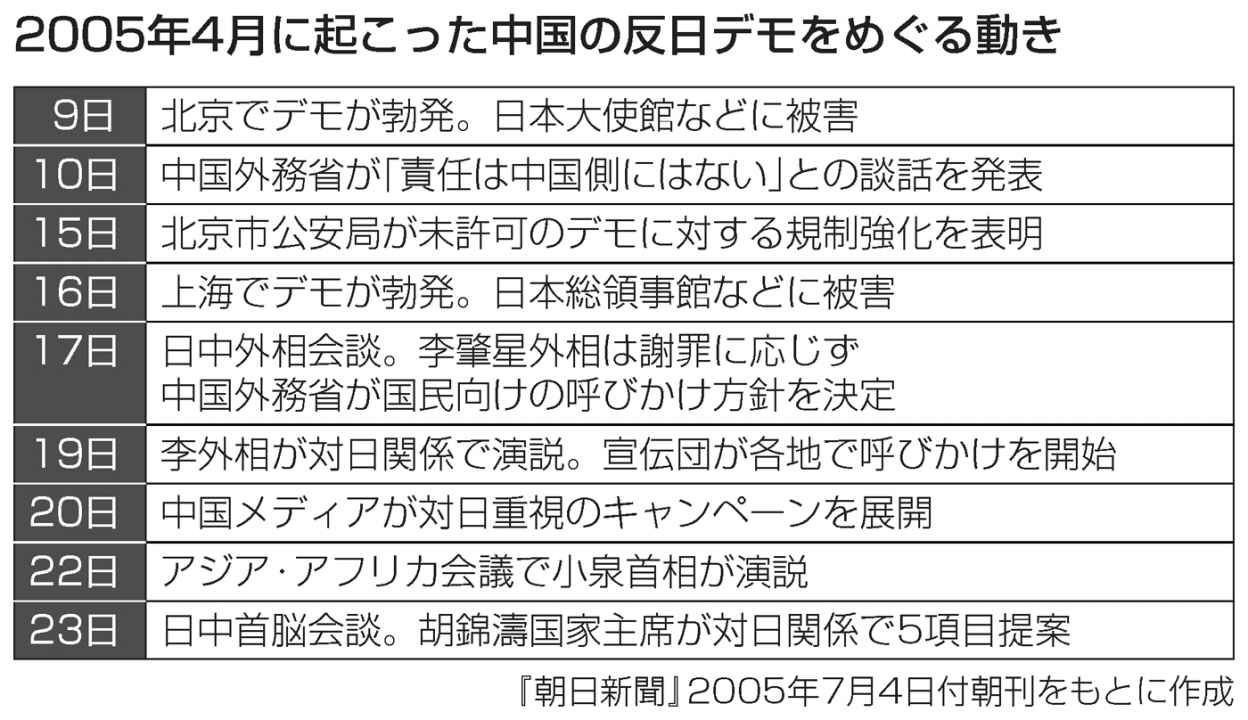 2005年4月に起こった中国の反日デモをめぐる動き
9日 北京でデモが勃発。日本大使館などに被害
10日 中国外務省が「責任は中国側にはない」との談話を発表
15日 北京市公安局が未許可のデモに対する規制強化を表明
16日 上海でデモが勃発。日本総領事館などに被害
17日 日中外相会談。李肇星外相は謝罪に応じず
中国外務省が国民向けの呼びかけ方針を決定
19日 李外相が対日関係で演説。宣伝団が各地で呼びかけを開始
20日 中国メディアが対日重視のキャンペーンを展開
22日 アジア・アフリカ会議で小泉首相が演説
23日 日中首脳会談。胡錦濤国家主席が対日関係で5項目提案
『朝日新聞』2005年7月4日付朝刊をもとに作成